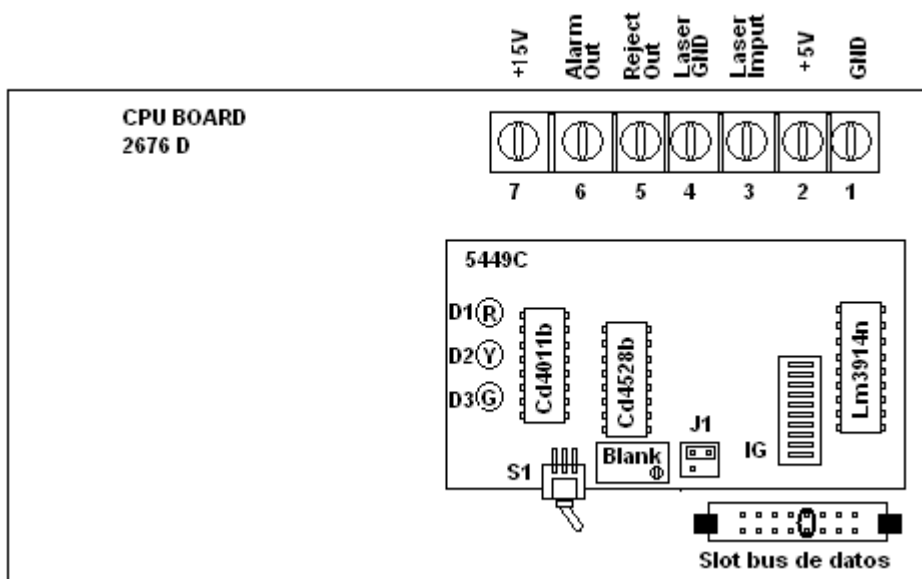 +15V
Alarm
Out
Reject
Out
Laser
GND
Laser
Imput
+5V
GND
CPU BOARD
2676 D
7 6 5 4 3 2 1
5449C
D1 R
D2 Y
D3 G
Cd4011b
Cd4528b
Lm3914n
J1
IG
S1
Blank
Slot bus de datos